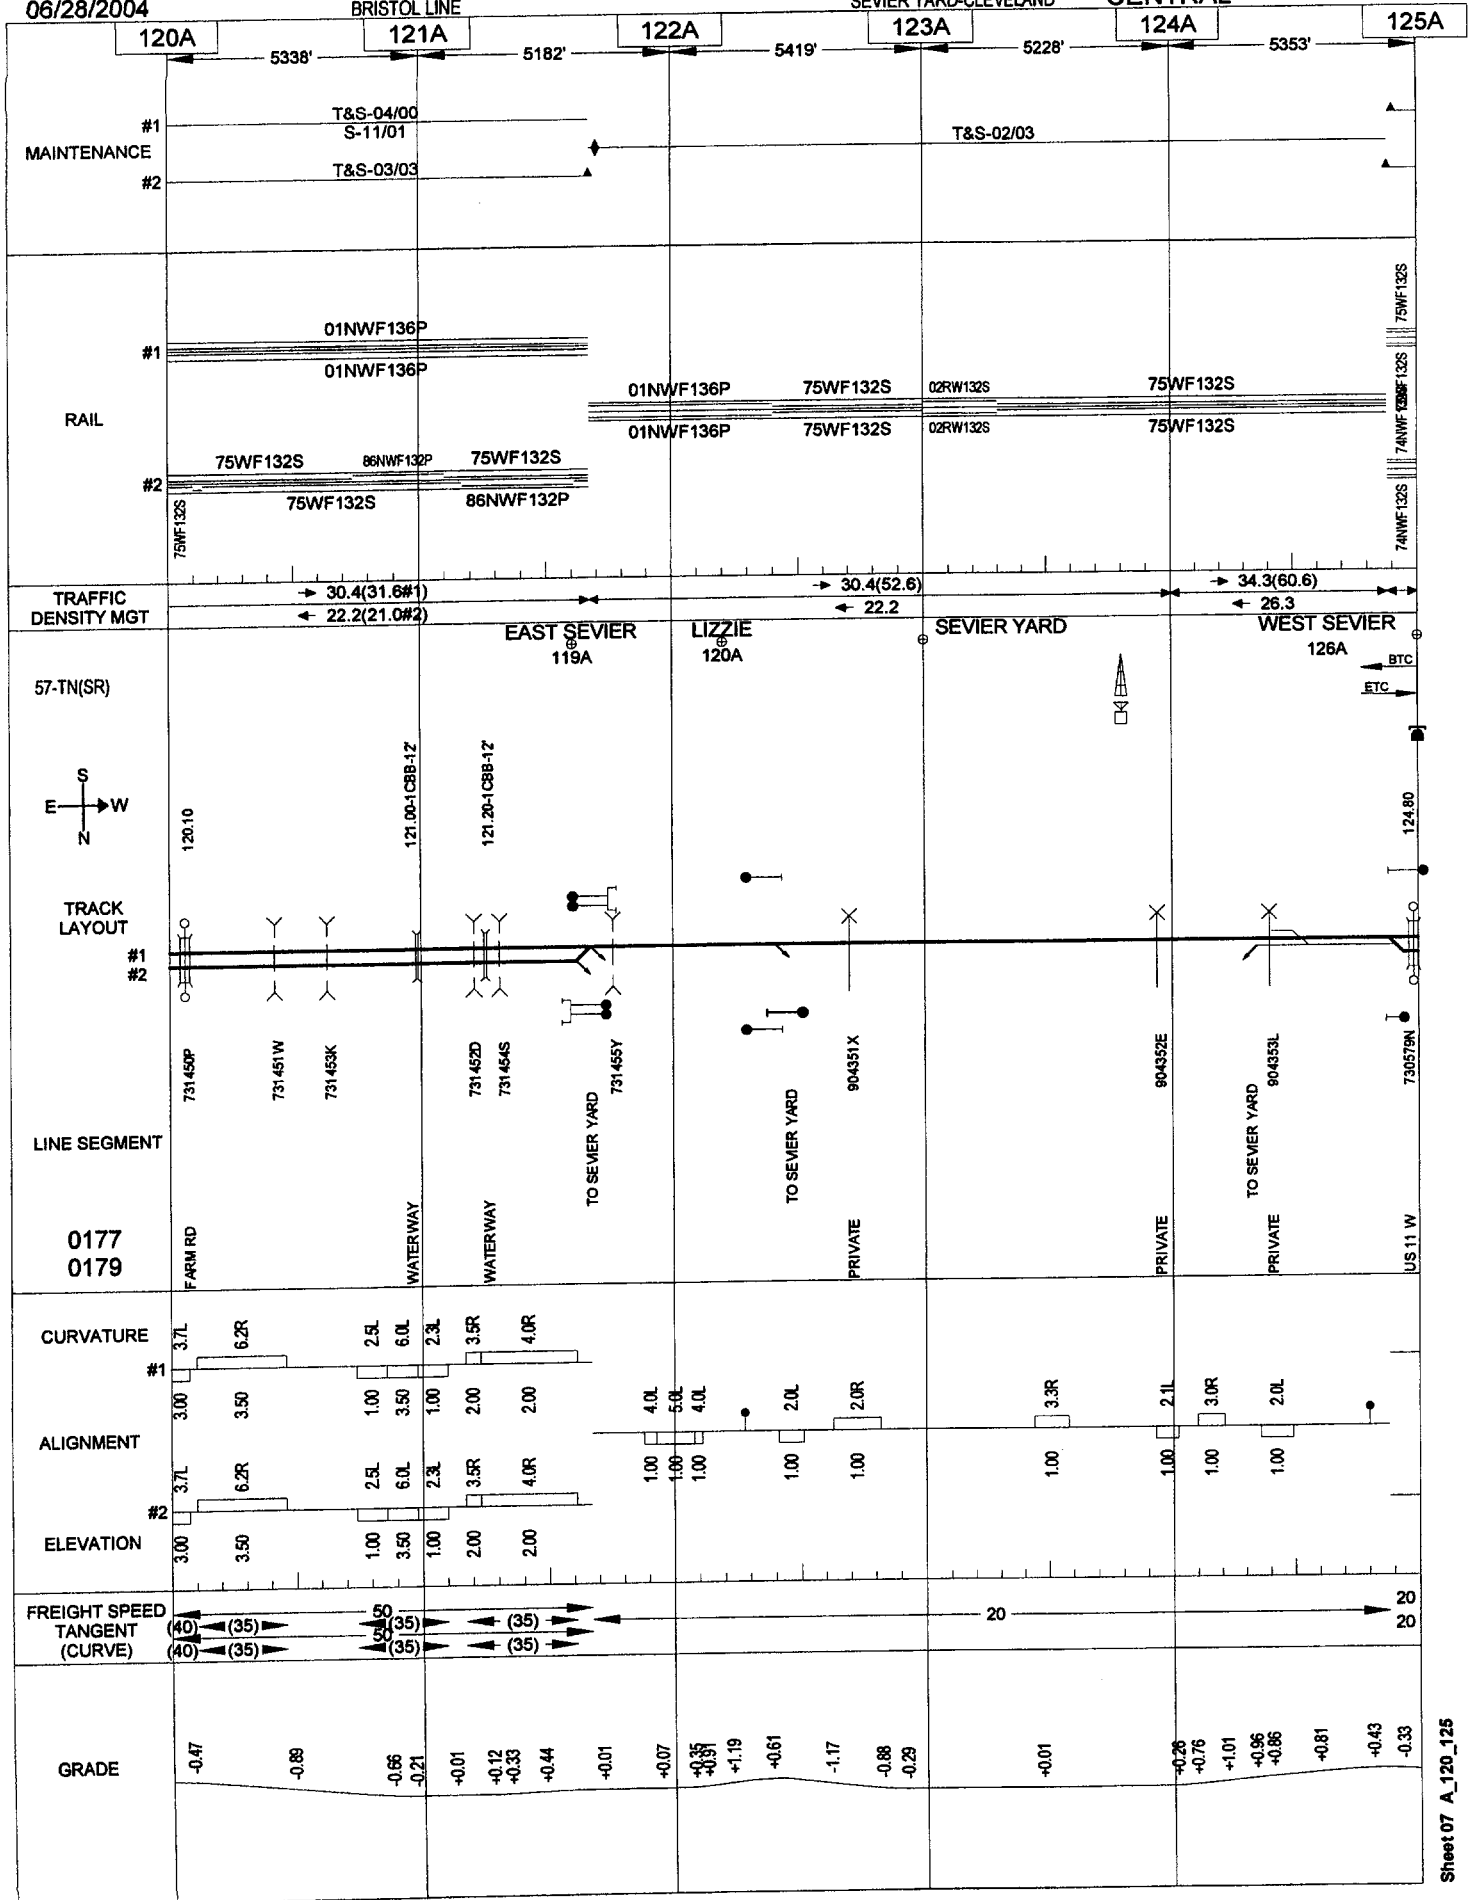 06/28/2004
BRISTOL LINE
SEVIER YARD-CLEVELAND
CENTRAL
120A 121A 122A 123A 124A 125A
5338' 5182' 5419' 5228' 5353'
MAINTENANCE
#1
T&S-04/00
S-11/01
T&S-02/03
#2
T&S-03/03
RAIL
#1
01NWF136P
01NWF136P
01NWF136P 75WF132S 02RW132S 75WF132S
01NWF136P 75WF132S 02RW132S 75WF132S
#2
75WF132S 86NWF132P 75WF132S
75WF132S 86NWF132P
75WF132S
75WF132S
74NWF132S
TRAFFIC
DENSITY MGT
30.4(31.6#1) 30.4(52.6) 34.3(60.6)
22.2(21.0#2) 22.2 26.3
EAST SEVIER LIZZIE SEVIER YARD WEST SEVIER
119A 120A 126A
BTC
ETC
57-TN(SR)
S
E W
N
120.10
121.00-1CBB-12'
121.20-1CBB-12'
124.80
TRACK
LAYOUT
#1
#2
731450P
731451W
731453K
731452D
731454S
731455Y
904351X
904352E
904353L
730579N
LINE SEGMENT
0177
0179
FARM RD
WATERWAY
WATERWAY
TO SEVIER YARD
TO SEVIER YARD
PRIVATE
PRIVATE
TO SEVIER YARD
PRIVATE
US 11 W
CURVATURE
#1
3.7L 6.2R 2.5L 6.0L 2.3L 3.5R 4.0R
3.00 3.50 1.00 3.50 1.00 2.00 2.00
4.0L 5.0L 4.0L 2.0L 2.0R 3.3R 2.1L 3.0R 2.0L
ALIGNMENT
1.00 1.00 1.00 1.00 1.00 1.00 1.00 1.00 1.00
#2
3.7L 6.2R 2.5L 6.0L 2.3L 3.5R 4.0R
ELEVATION
3.00 3.50 1.00 3.50 1.00 2.00 2.00
FREIGHT SPEED
TANGENT
(CURVE)
50 20 20
(40) (35) (35) (35)
50 20
(40) (35) (35) (35)
GRADE
-0.47 -0.89 -0.66 -0.21 +0.01 +0.12 +0.33 +0.44 +0.01 +0.07 +0.35 +0.91 +1.19 +0.61 -1.17 -0.88 -0.29 +0.01 +0.26 +0.76 +1.01 +0.96 +0.86 +0.81 +0.43 -0.33
Sheet 07 A_120_125